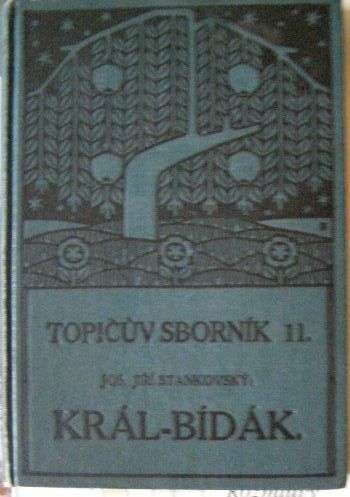 TOPIČŮV SBORNÍK 11.
JOS. JIŘÍ STANKOVSKÝ:
KRÁL-BÍDÁK.